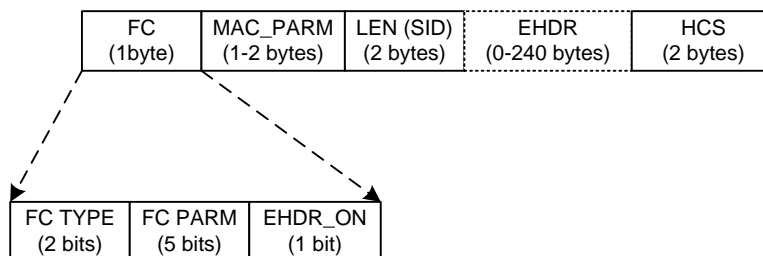 FC MAC_PARM LEN (SID) EHDR HCS
(1byte) (1-2 bytes) (2 bytes) (0-240 bytes) (2 bytes)
FC TYPE FC PARM EHDR_ON
(2 bits) (5 bits) (1 bit)